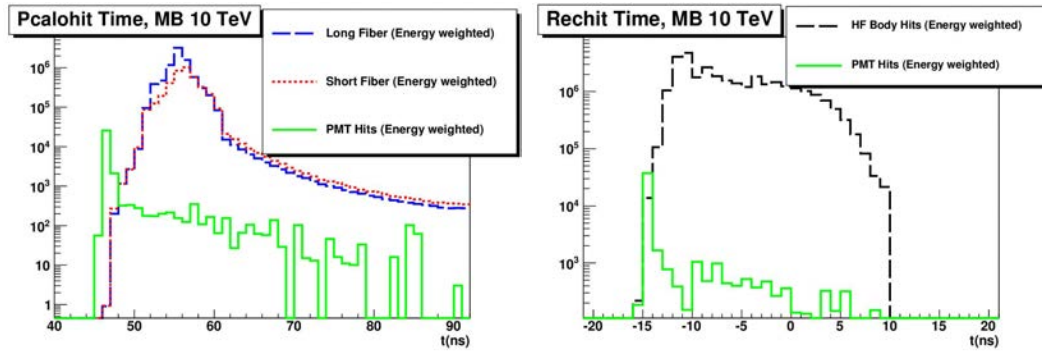 Pcalohit Time, MB 10 TeV
Long Fiber (Energy weighted)
Short Fiber (Energy weighted)
PMT Hits (Energy weighted)
10^6
10^5
10^4
10^3
10^2
10
1
40 50 60 70 80 90
t(ns)
Rechit Time, MB 10 TeV
HF Body Hits (Energy weighted)
PMT Hits (Energy weighted)
10^6
10^5
10^4
10^3
-20 -15 -10 -5 0 5 10 15 20
t(ns)